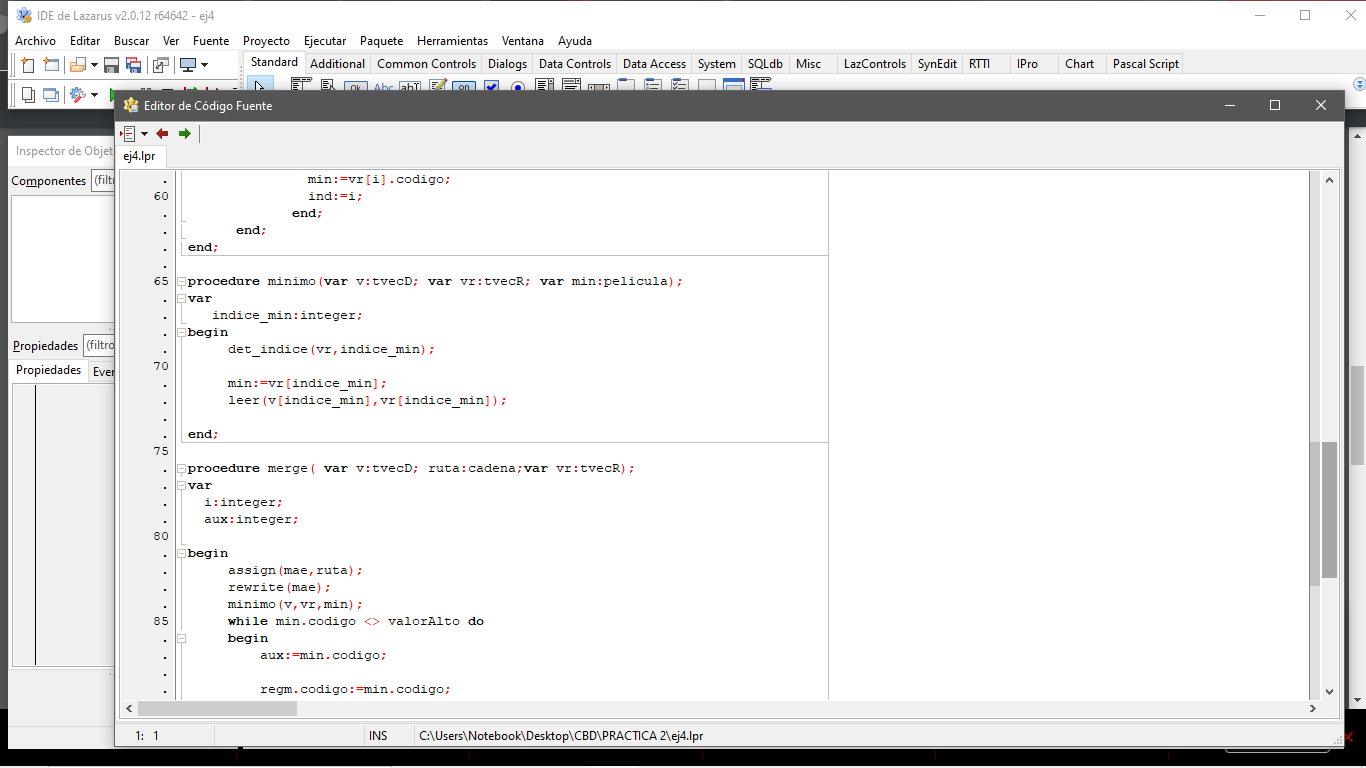 IDE de Lazarus v2.0.12 r64642 - ej4
Archivo Editar Buscar Ver Fuente Proyecto Ejecutar Paquete Herramientas Ventana Ayuda
Standard Additional Common Controls Dialogs Data Controls Data Access System SQLdb Misc LazControls SynEdit RTTI IPro Chart Pascal Script
Editor de Código Fuente
Inspector de Objet
ej4.lpr
Componentes (filtr
Propiedades (filtro
Propiedades Ever
. min:=vr[i].codigo;
60 ind:=i;
. end;
. end;
. end;
.
65 procedure minimo(var v:tvecD; var vr:tvecR; var min:pelicula);
. var
. indice_min:integer;
. begin
. det_indice(vr,indice_min);
70
. min:=vr[indice_min];
. leer(v[indice_min],vr[indice_min]);
.
. end;
75
. procedure merge( var v:tvecD; ruta:cadena;var vr:tvecR);
. var
. i:integer;
. aux:integer;
80
. begin
. assign(mae,ruta);
. rewrite(mae);
. minimo(v,vr,min);
85 while min.codigo <> valorAlto do
. begin
. aux:=min.codigo;
.
. regm.codigo:=min.codigo;
1: 1 INS C:\Users\Notebook\Desktop\CBD\PRACTICA 2\ej4.lpr